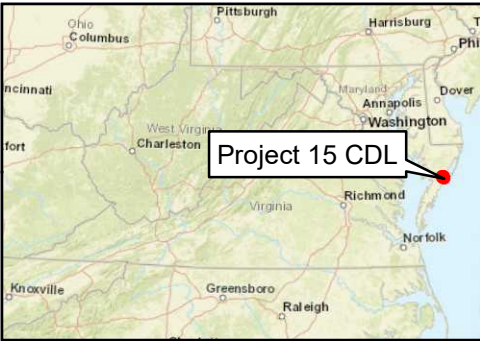 Pittsburgh
Ohio
Harrisburg
Columbus
Phi
ncinnati
Maryland
Dover
Annapolis
Washington
West Virginia
Charleston
fort
Project 15 CDL
Richmond
Virginia
Norfolk
Knoxville
Greensboro
Raleigh